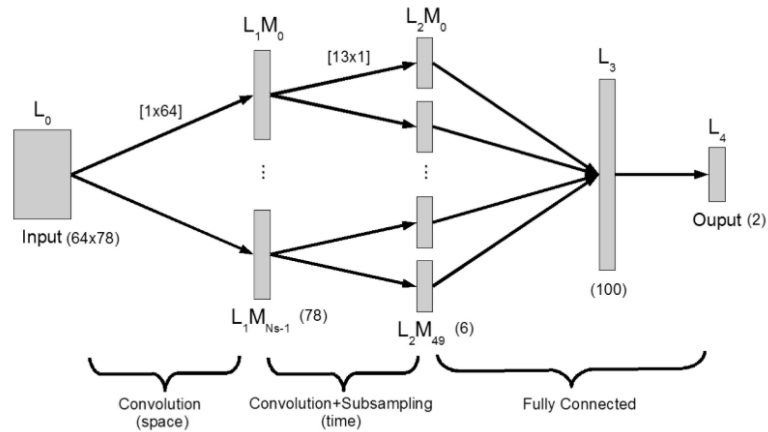 L₁M₀
L₂M₀
[13x1]
L₃
[1x64]
L₀
L₄
...
...
Input (64x78)
Ouput (2)
(100)
L₁M_Ns-1 (78)
L₂M₄₉ (6)
Convolution
(space)
Convolution+Subsampling
(time)
Fully Connected